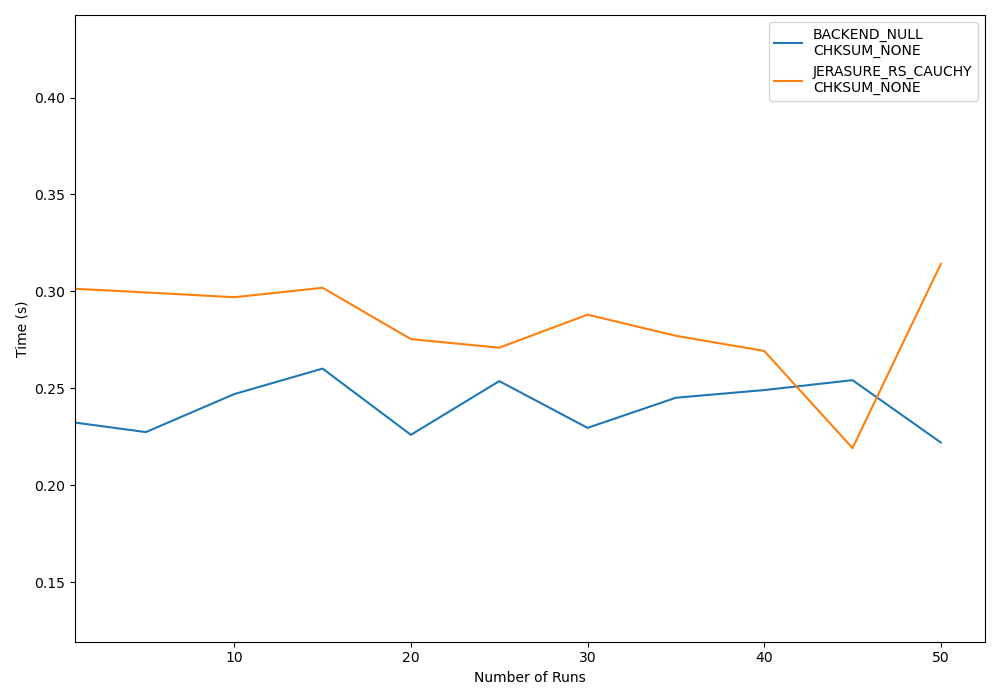 BACKEND_NULL
CHKSUM_NONE
JERASURE_RS_CAUCHY
CHKSUM_NONE
0.40
0.35
0.30
0.25
0.20
0.15
Time (s)
10 20 30 40 50
Number of Runs